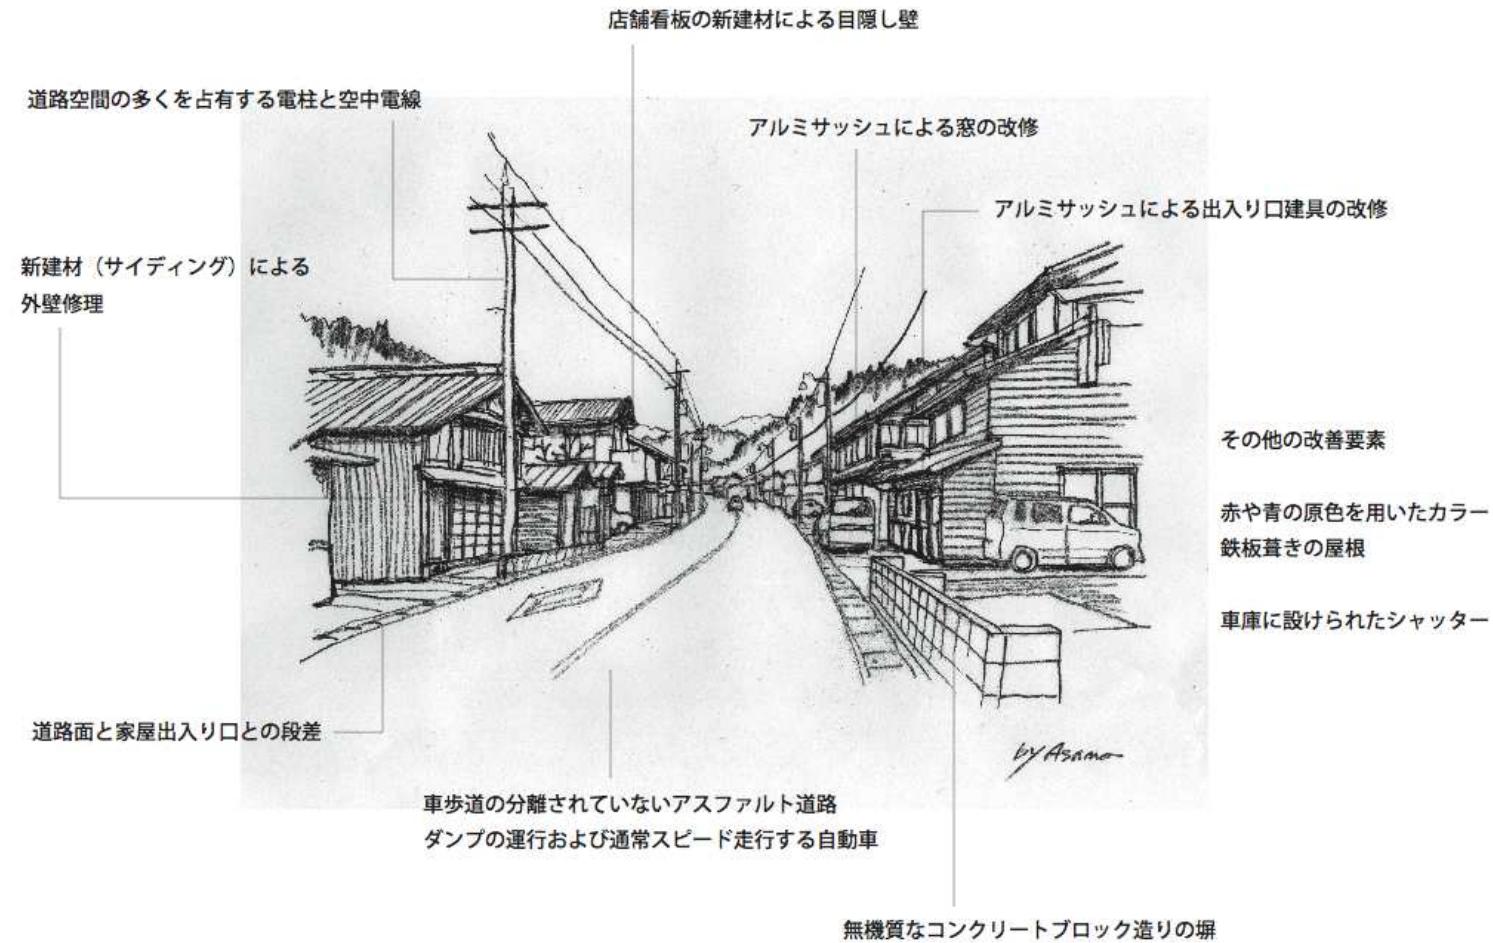 店舗看板の新建材による目隠し壁
道路空間の多くを占有する電柱と空中電線
アルミサッシュによる窓の改修
アルミサッシュによる出入り口建具の改修
新建材（サイディング）による
外壁修理
その他の改善要素
赤や青の原色を用いたカラー
鉄板葺きの屋根
車庫に設けられたシャッター
道路面と家屋出入り口との段差
by Asano
車歩道の分離されていないアスファルト道路
ダンプの運行および通常スピード走行する自動車
無機質なコンクリートブロック造りの塀